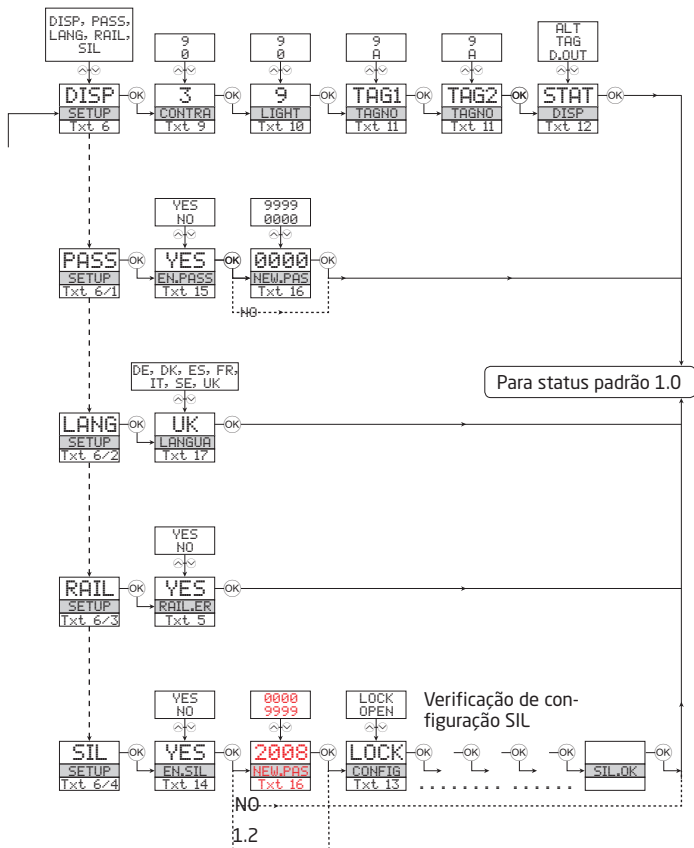 DISP, PASS,
LANG, RAIL,
SIL
9
0
9
0
9
A
9
A
ALT
TAG
D.OUT
DISP
SETUP
Txt 6
OK
3
CONTRA
Txt 9
OK
9
LIGHT
Txt 10
OK
TAG1
TAGNO
Txt 11
OK
TAG2
TAGNO
Txt 11
OK
STAT
DISP
Txt 12
OK
YES
NO
9999
0000
PASS
SETUP
Txt 6/1
OK
YES
EN.PASS
Txt 15
OK
0000
NEW.PAS
Txt 16
OK
NO
Para status padrão 1.0
DE, DK, ES, FR,
IT, SE, UK
LANG
SETUP
Txt 6/2
OK
UK
LANGUA
Txt 17
OK
YES
NO
RAIL
SETUP
Txt 6/3
OK
YES
RAIL.ER
Txt 5
OK
YES
NO
0000
9999
LOCK
OPEN
Verificação de con-
figuração SIL
SIL
SETUP
Txt 6/4
OK
YES
EN.SIL
Txt 14
OK
2008
NEW.PAS
Txt 16
OK
LOCK
CONFIG
Txt 13
OK
OK
OK
OK
SIL.OK
OK
NO
1.2